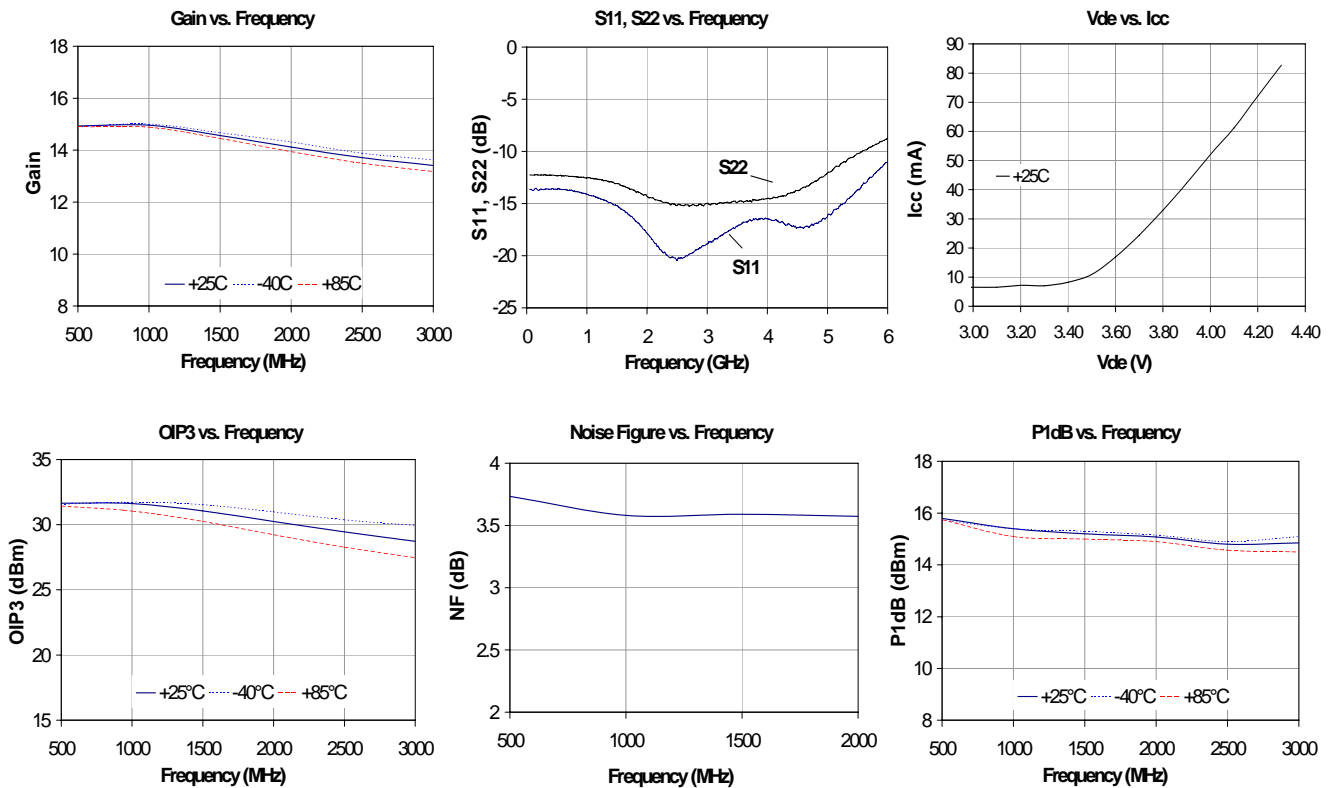 Gain vs. Frequency
18
16
14
12
10
8
Gain
+25C -40C +85C
500 1000 1500 2000 2500 3000
Frequency (MHz)
S11, S22 vs. Frequency
0
-5
-10
-15
-20
-25
S11, S22 (dB)
S22
S11
0 1 2 3 4 5 6
Frequency (GHz)
Vde vs. Icc
90
80
70
60
50
40
30
20
10
0
Icc (mA)
+25C
3.00 3.20 3.40 3.60 3.80 4.00 4.20 4.40
Vde (V)
OIP3 vs. Frequency
35
30
25
20
15
OIP3 (dBm)
+25°C -40°C +85°C
500 1000 1500 2000 2500 3000
Frequency (MHz)
Noise Figure vs. Frequency
4
3.5
3
2.5
2
NF (dB)
500 1000 1500 2000
Frequency (MHz)
P1dB vs. Frequency
18
16
14
12
10
8
P1dB (dBm)
+25°C -40°C +85°C
500 1000 1500 2000 2500 3000
Frequency (MHz)